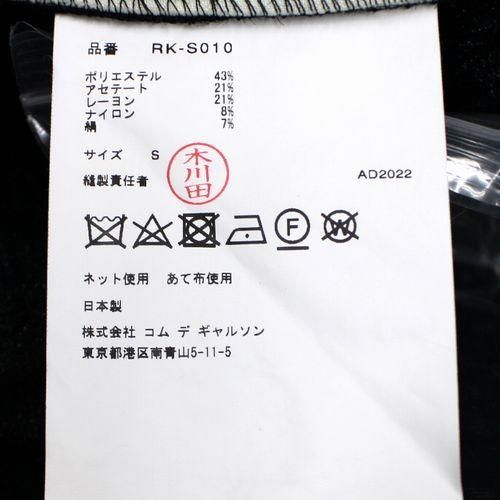 品番 RK-S010
ポリエステル 43%
アセテート 21%
レーヨン 21%
ナイロン 8%
絹 7%
サイズ S
縫製責任者
木川田
AD2022
F
W
ネット使用 あて布使用
日本製
株式会社 コム デ ギャルソン
東京都港区南青山5-11-5